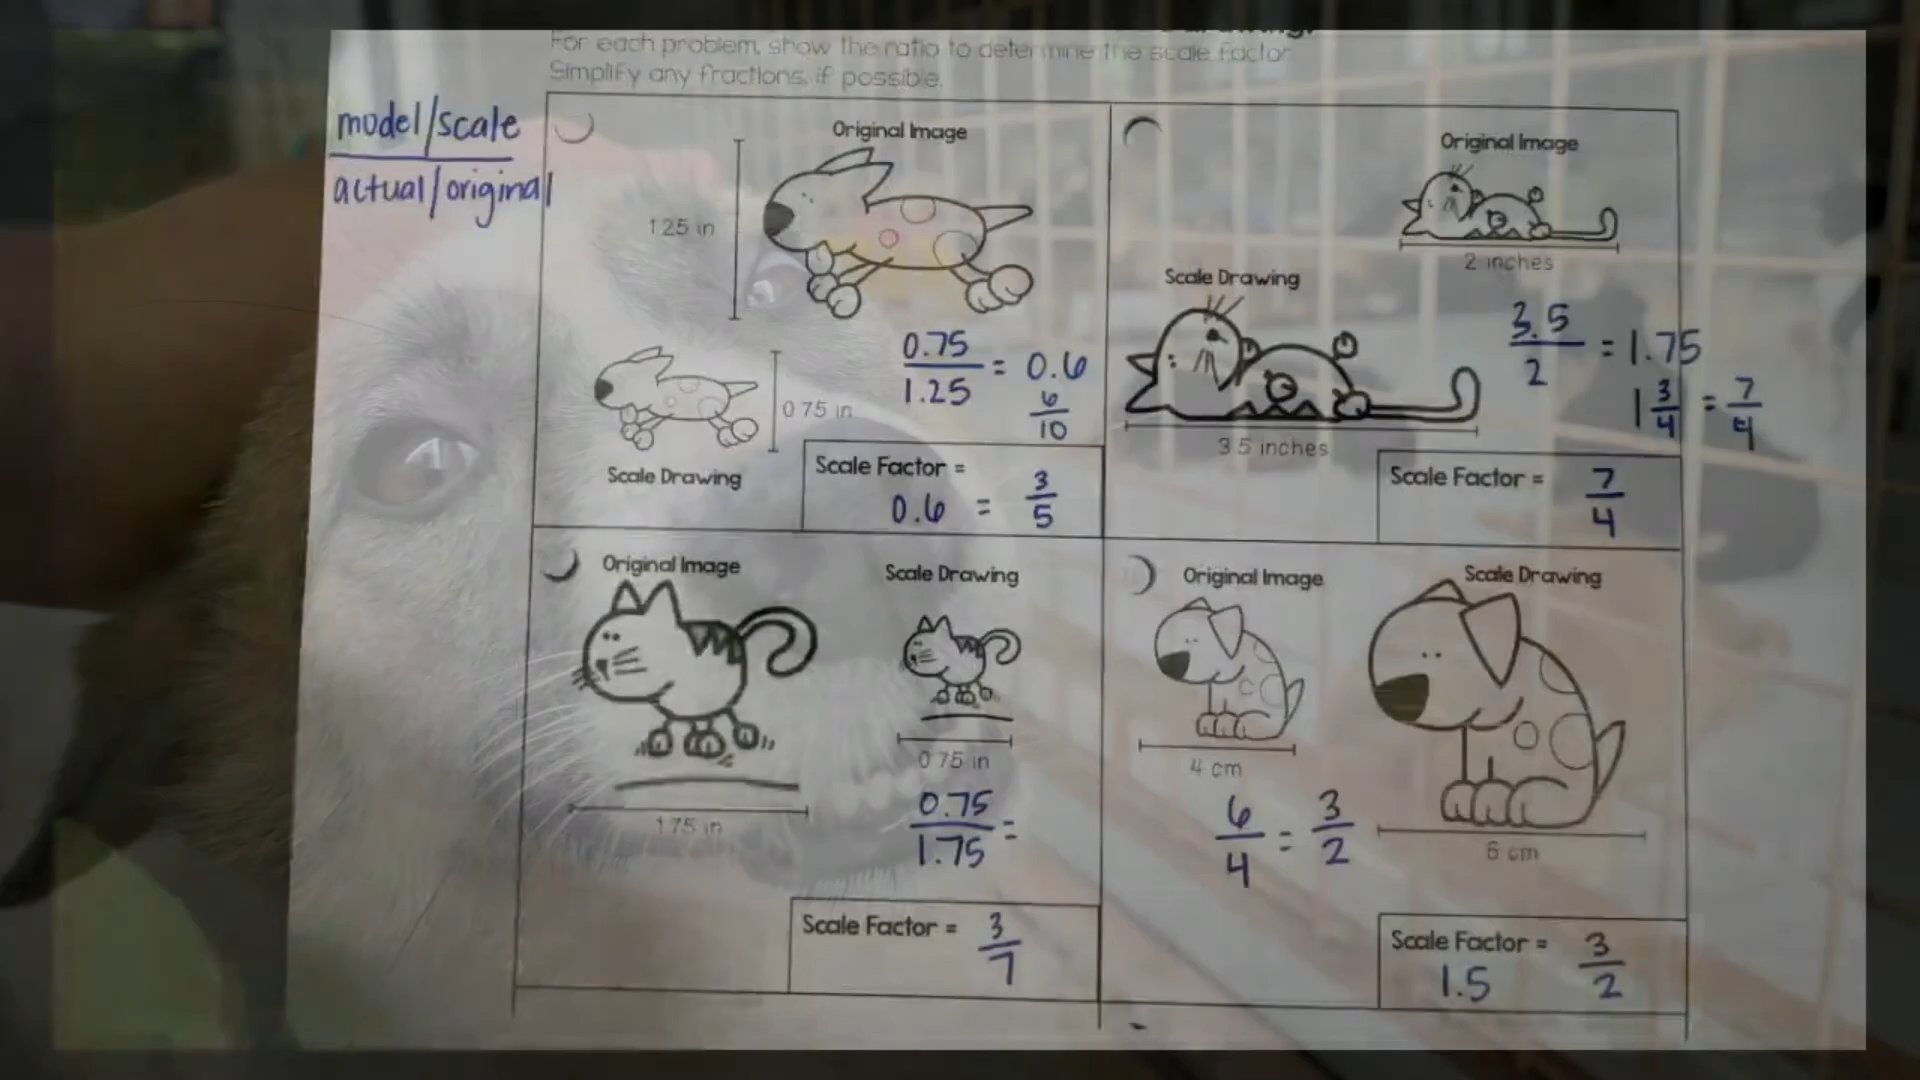 For each problem, show the ratio to determine the scale factor.
Simplify any fractions, if possible.
model/scale
actual/original
Original Image
1.25 in
0.75 in
Scale Drawing
0.75
1.25
= 0.6
6
10
Scale Factor =
0.6 = 3
5
Original Image
2 inches
Scale Drawing
3.5 inches
3.5
2
= 1.75
1 3
4
= 7
4
Scale Factor = 7
4
Original Image
1.75 in
Scale Drawing
0.75 in
0.75
1.75
=
Scale Factor = 3
7
Original Image
4 cm
Scale Drawing
6 cm
6
4
= 3
2
Scale Factor = 3
2
1.5